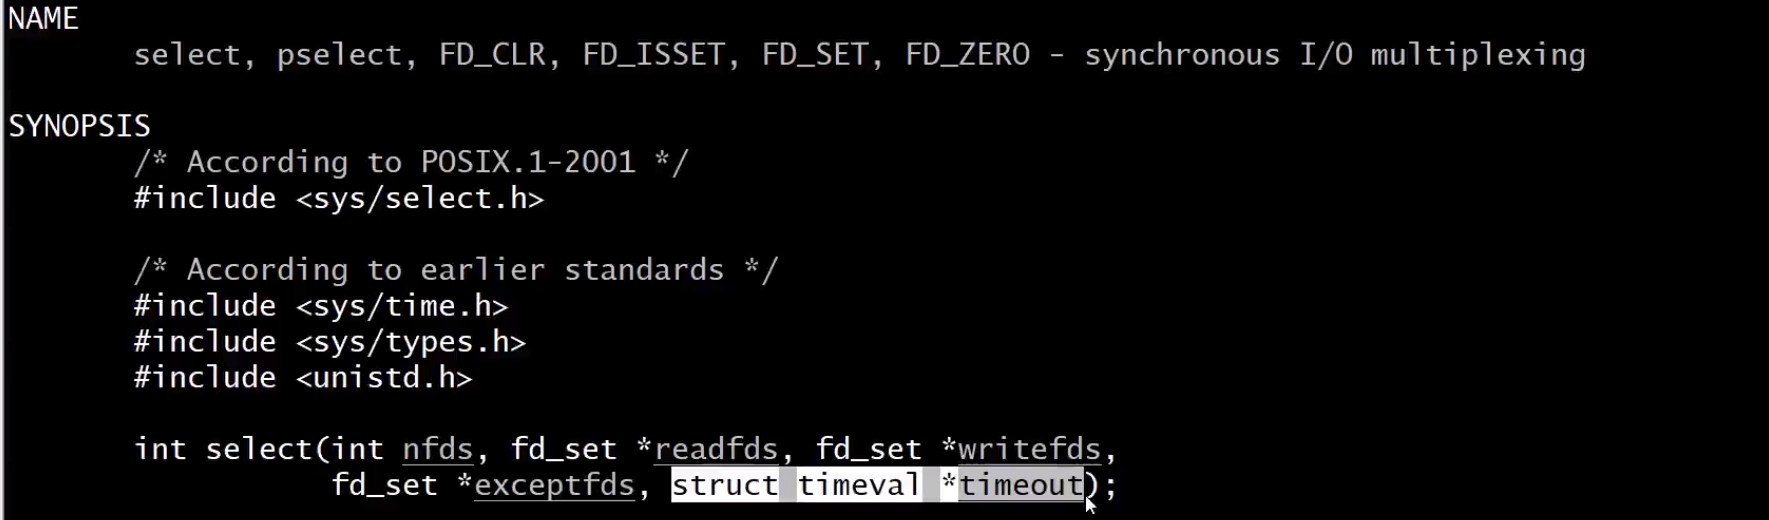 NAME
select, pselect, FD_CLR, FD_ISSET, FD_SET, FD_ZERO - synchronous I/O multiplexing
SYNOPSIS
/* According to POSIX.1-2001 */
#include <sys/select.h>
/* According to earlier standards */
#include <sys/time.h>
#include <sys/types.h>
#include <unistd.h>
int select(int nfds, fd_set *readfds, fd_set *writefds,
fd_set *exceptfds, struct timeval *timeout);